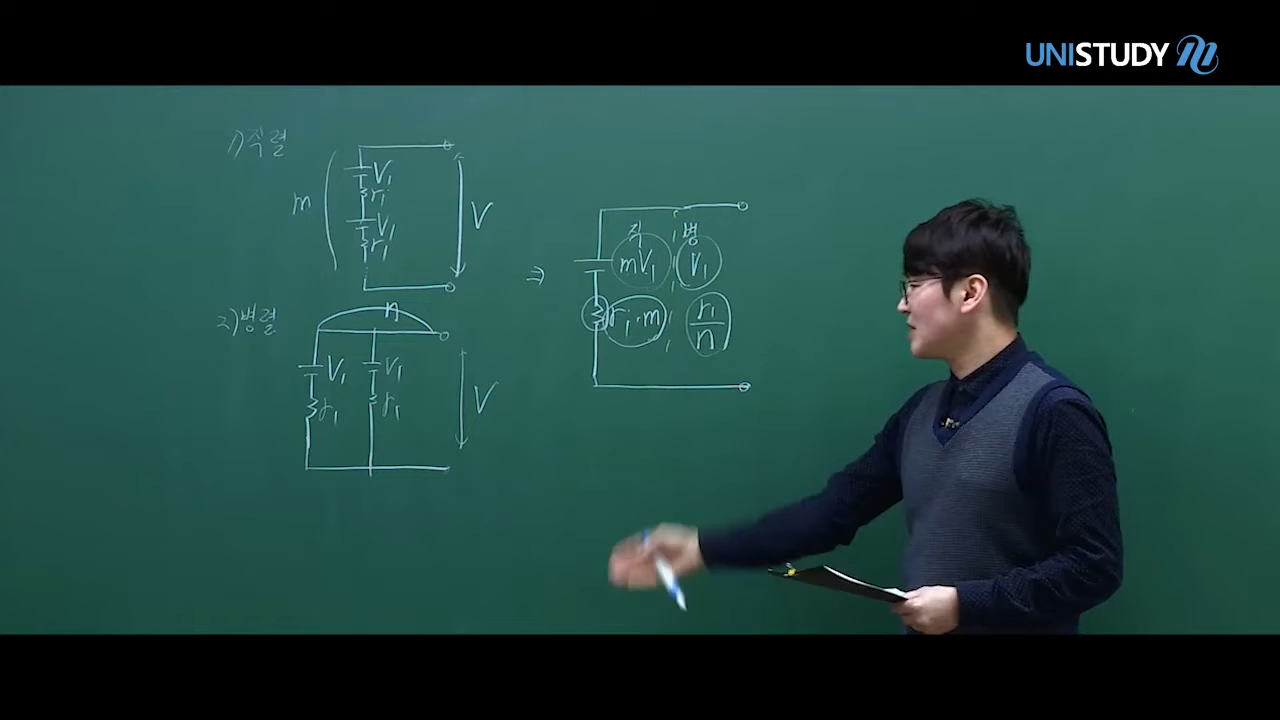 UNISTUDY
1) 직렬
m
V₁
r₁
V₁
r₁
V
2) 병렬
n
V₁
r₁
V₁
r₁
V
⇒
직 병
mV₁ V₁
r₁·m r₁/n